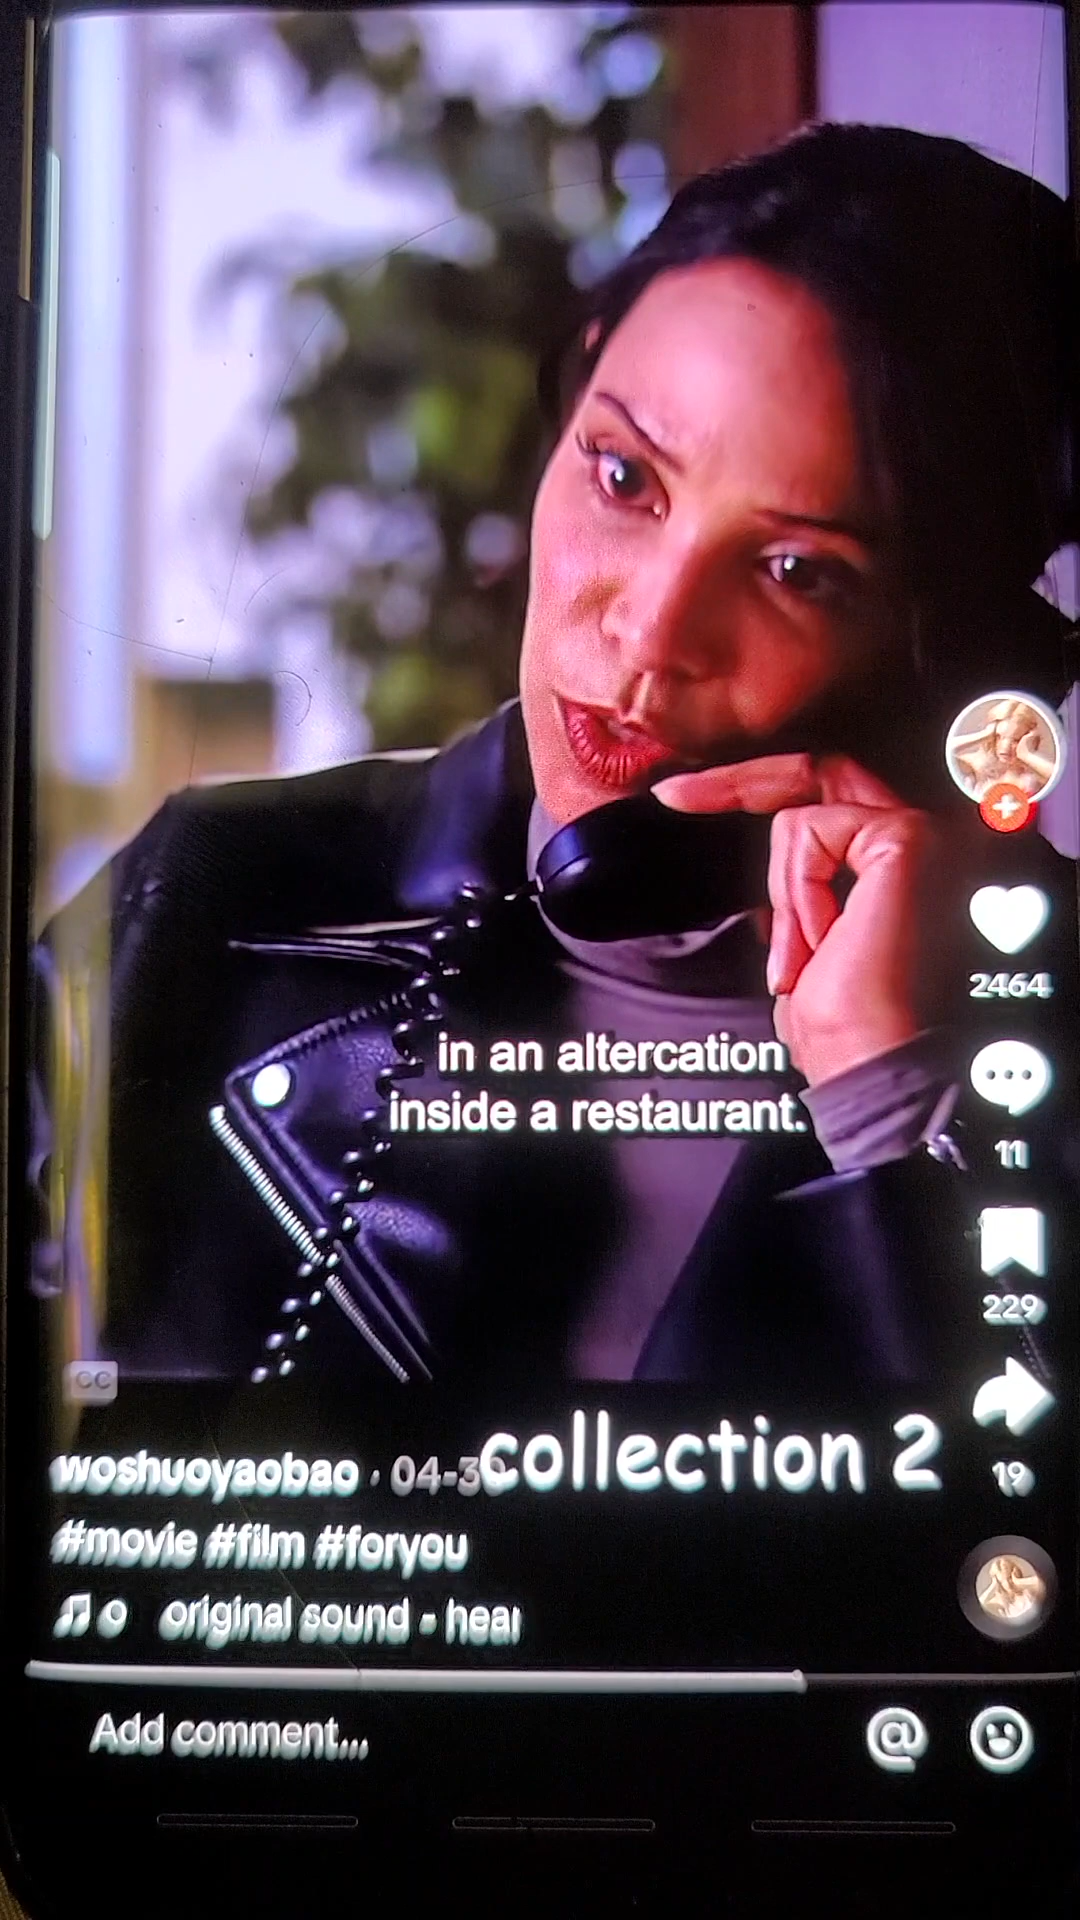 in an altercation
inside a restaurant.
2464
11
229
19
CC
collection 2
woshuoyaobao · 04-30
#movie #film #foryou
original sound - hear
Add comment...
@